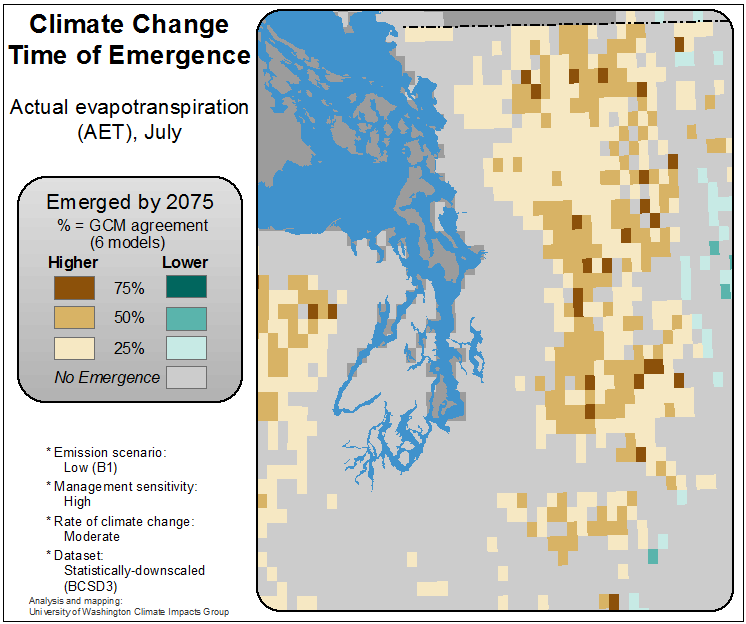 Climate Change
Time of Emergence
Actual evapotranspiration
(AET), July
Emerged by 2075
% = GCM agreement
(6 models)
Higher Lower
75%
50%
25%
No Emergence
* Emission scenario:
Low (B1)
* Management sensitivity:
High
* Rate of climate change:
Moderate
* Dataset:
Statistically-downscaled
(BCSD3)
Analysis and mapping:
University of Washington Climate Impacts Group